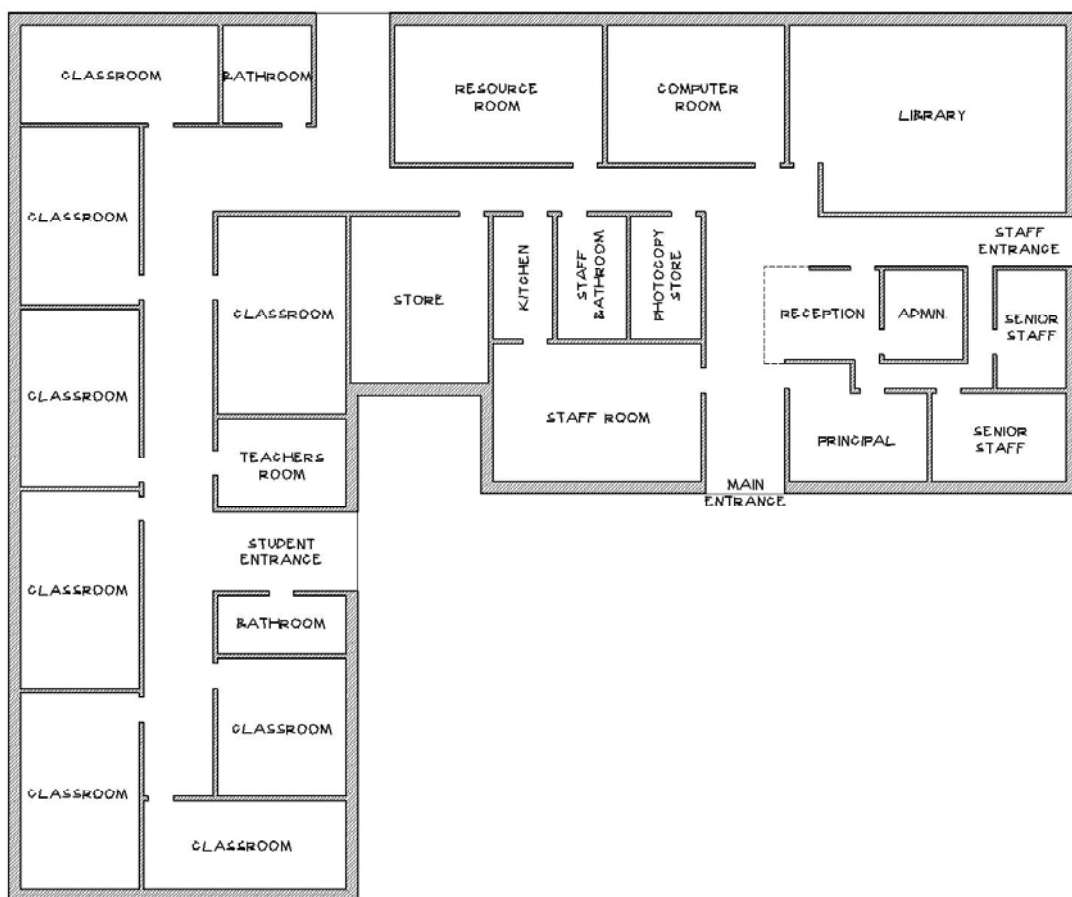 CLASSROOM
BATHROOM
RESOURCE
ROOM
COMPUTER
ROOM
LIBRARY
CLASSROOM
STAFF
ENTRANCE
CLASSROOM
STORE
KITCHEN
STAFF
BATHROOM
PHOTOCOPY
STORE
RECEPTION
ADMIN.
SENIOR
STAFF
CLASSROOM
STAFF ROOM
PRINCIPAL
SENIOR
STAFF
TEACHERS
ROOM
MAIN
ENTRANCE
STUDENT
ENTRANCE
CLASSROOM
BATHROOM
CLASSROOM
CLASSROOM
CLASSROOM